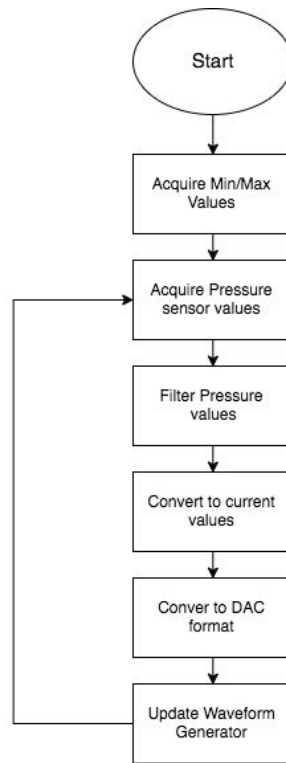 Start
Acquire Min/Max
Values
Acquire Pressure
sensor values
Filter Pressure
values
Convert to current
values
Conver to DAC
format
Update Waveform
Generator